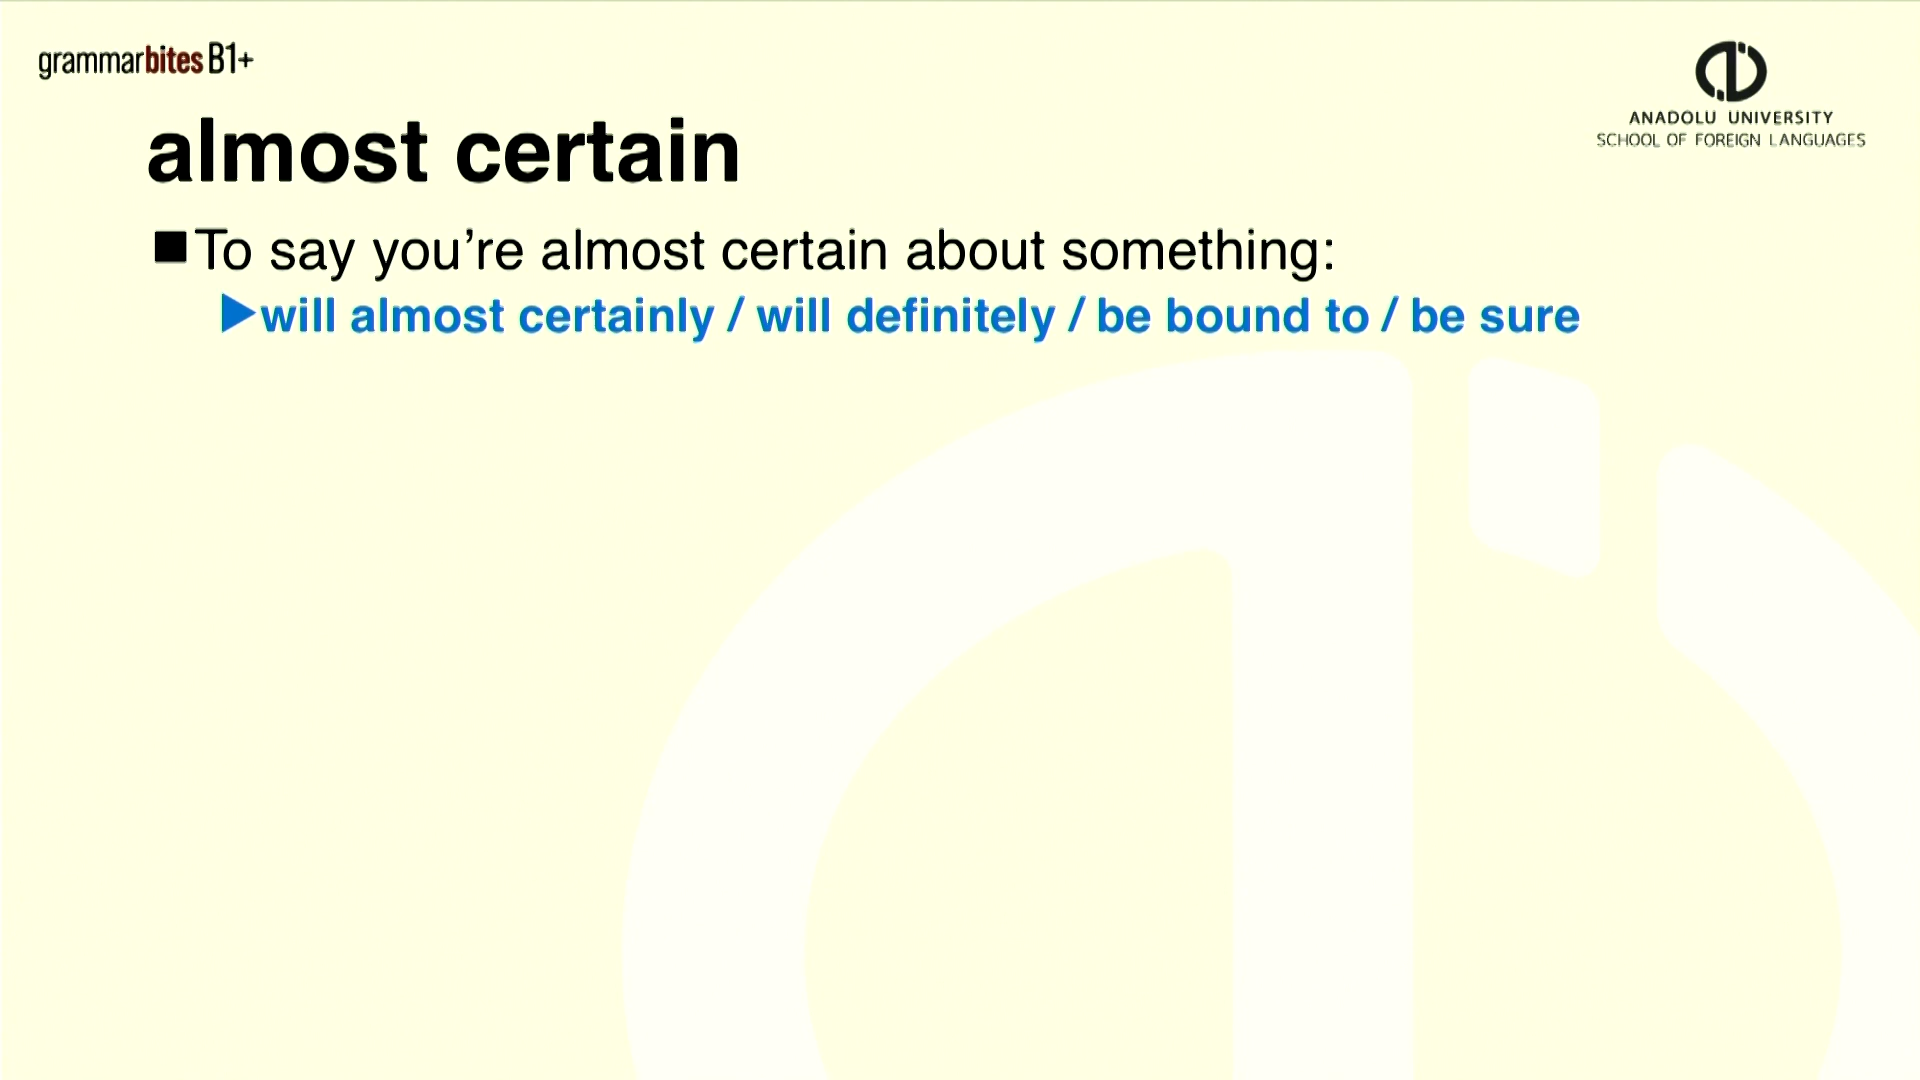 grammarbites B1+
ANADOLU UNIVERSITY
SCHOOL OF FOREIGN LANGUAGES
almost certain
To say you’re almost certain about something:
will almost certainly / will definitely / be bound to / be sure